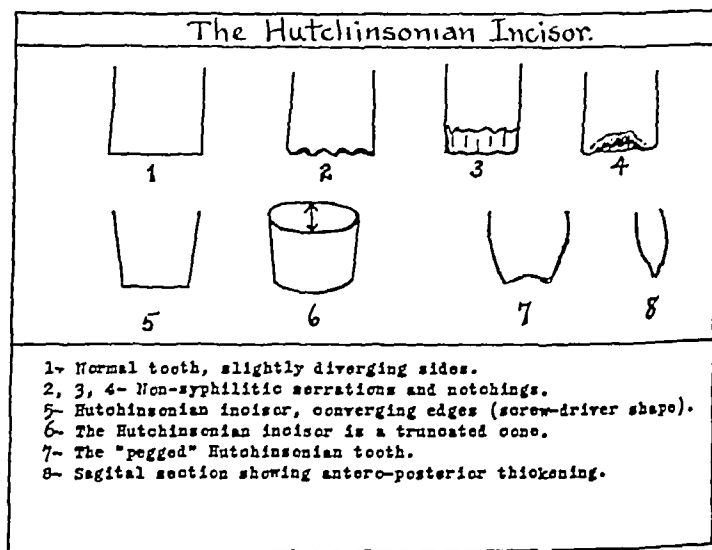 The Hutchinsonian Incisor.
1 2 3 4
5 6 7 8
1- Normal tooth, slightly diverging sides.
2, 3, 4- Non-syphilitic serrations and notchings.
5- Hutchinsonian incisor, converging edges (screw-driver shape).
6- The Hutchinsonian incisor is a truncated cone.
7- The "pegged" Hutchinsonian tooth.
8- Sagital section showing antero-posterior thickening.